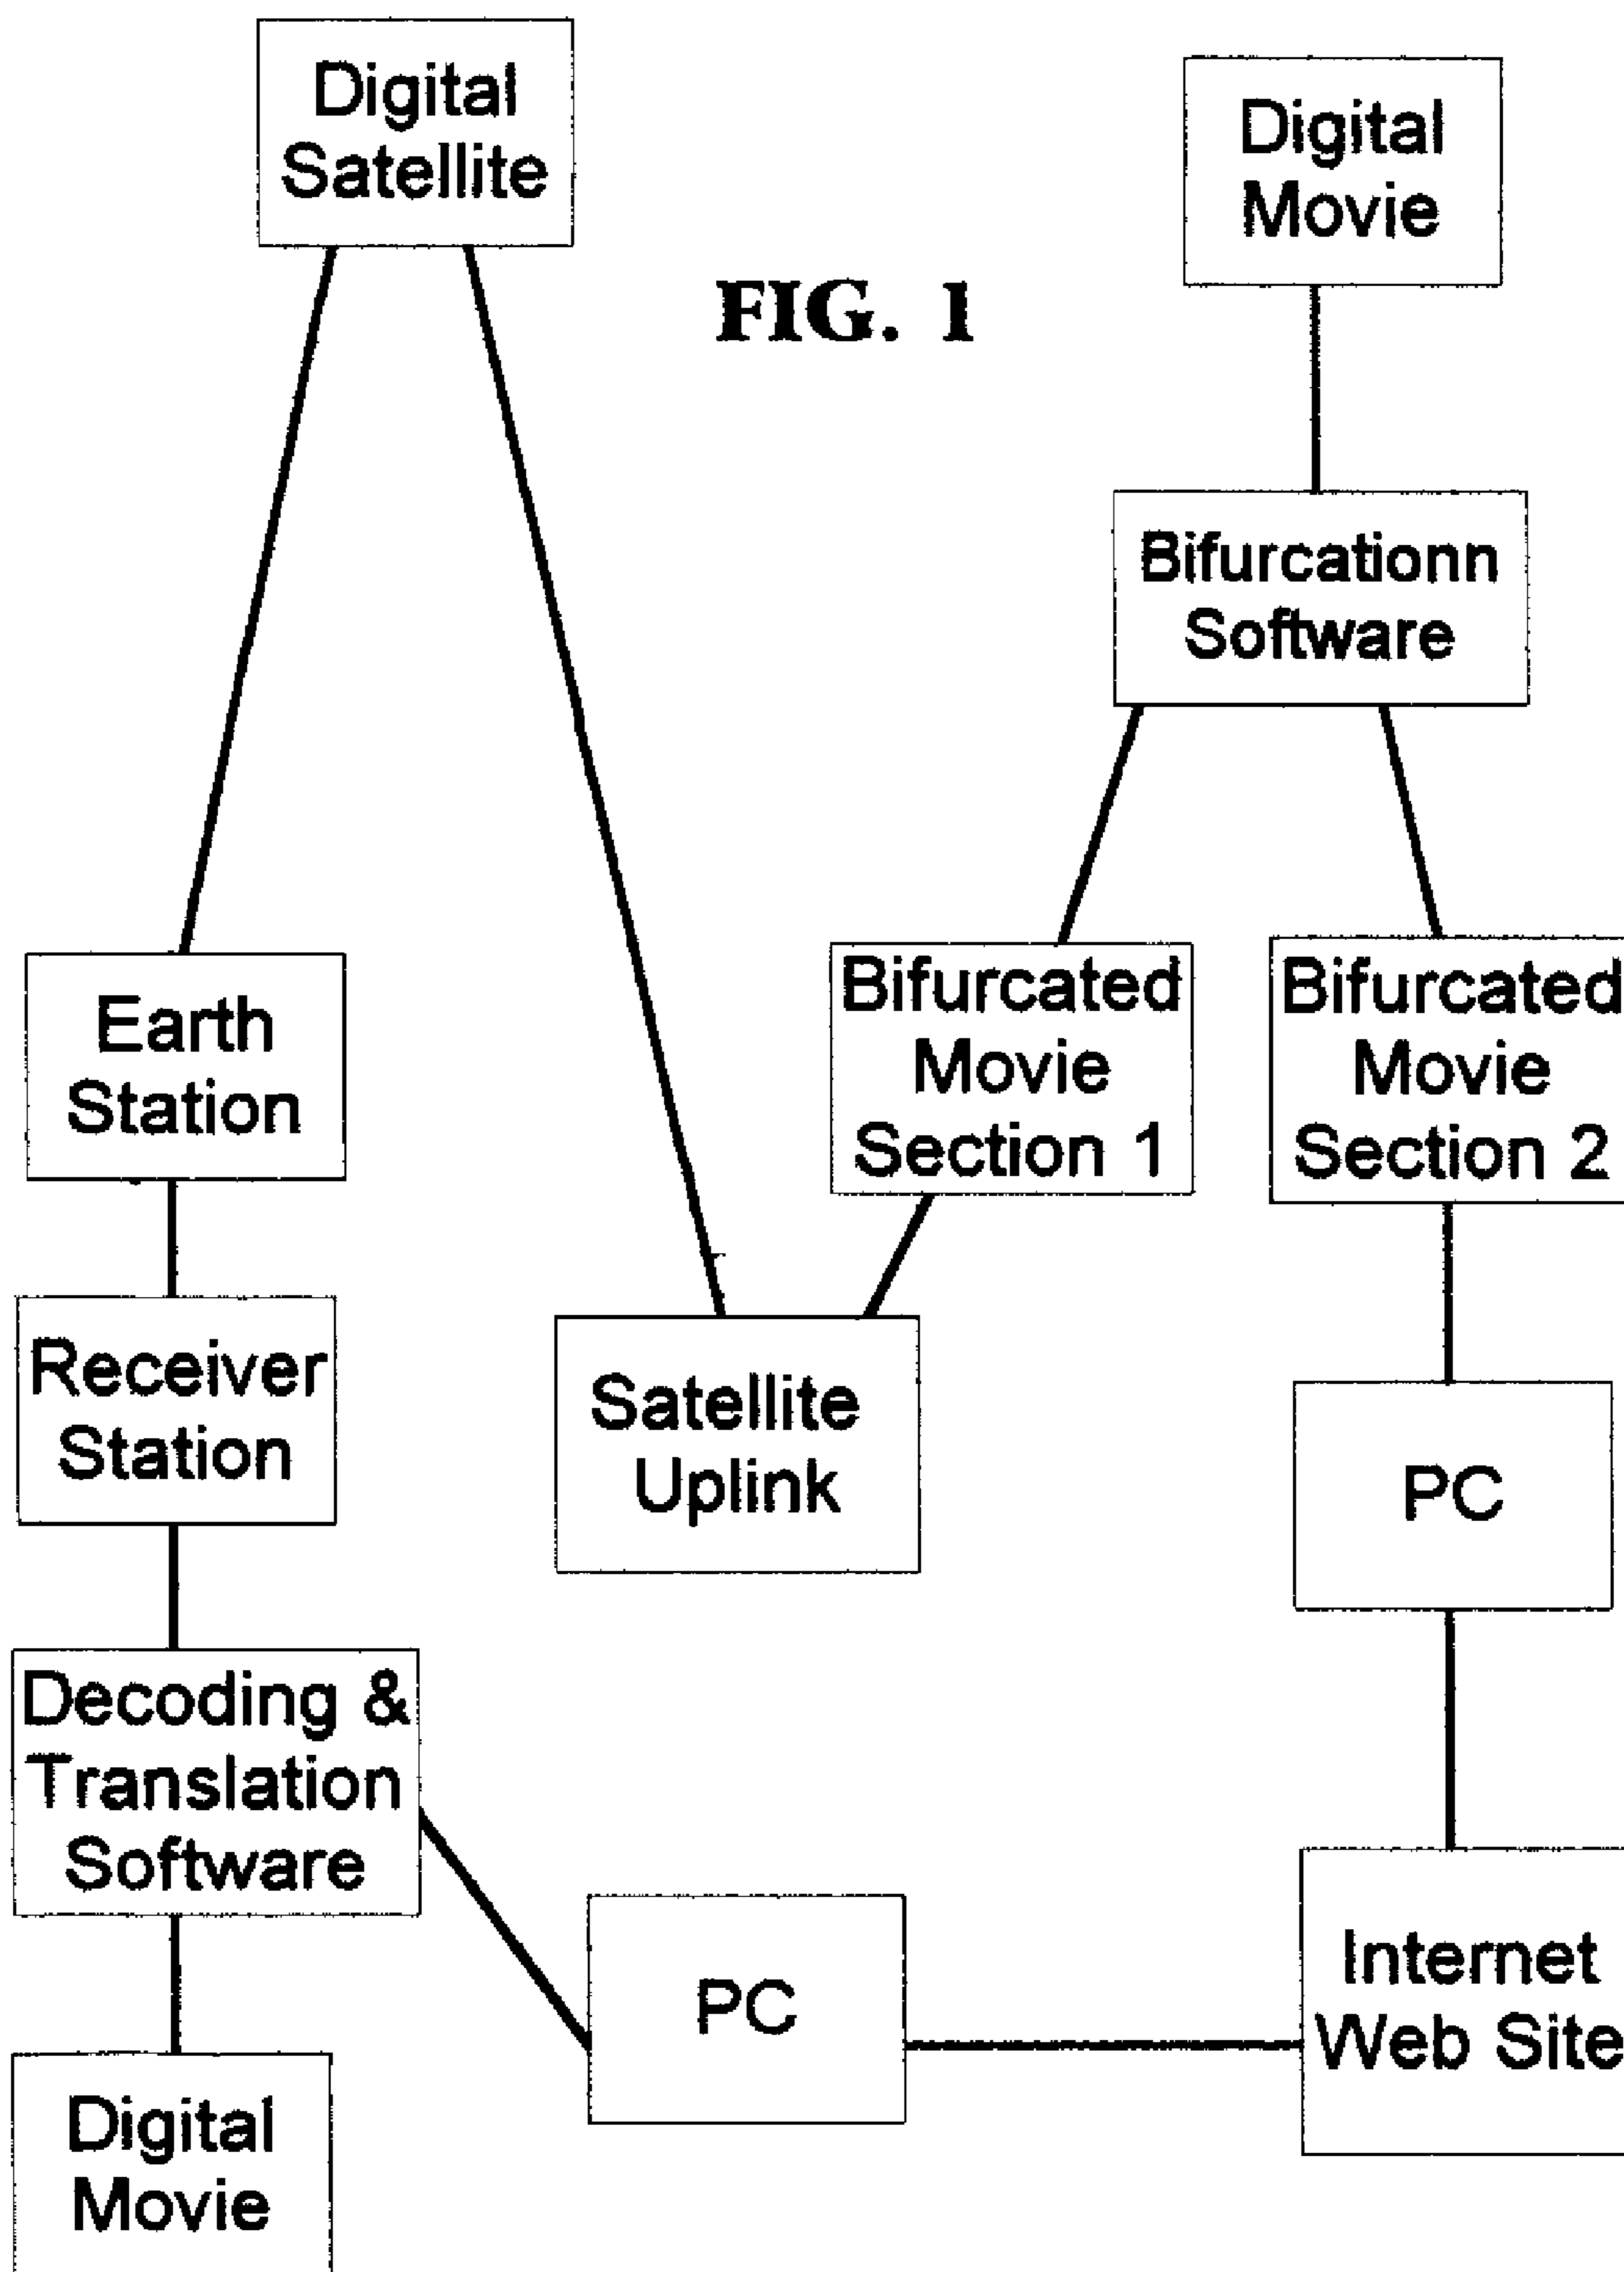 Digital
Satellite
Digital
Movie
FIG. 1
Bifurcationn
Software
Bifurcated
Movie
Section 1
Bifurcated
Movie
Section 2
Earth
Station
Receiver
Station
Satellite
Uplink
PC
Decoding &
Translation
Software
PC
Internet
Web Site
Digital
Movie